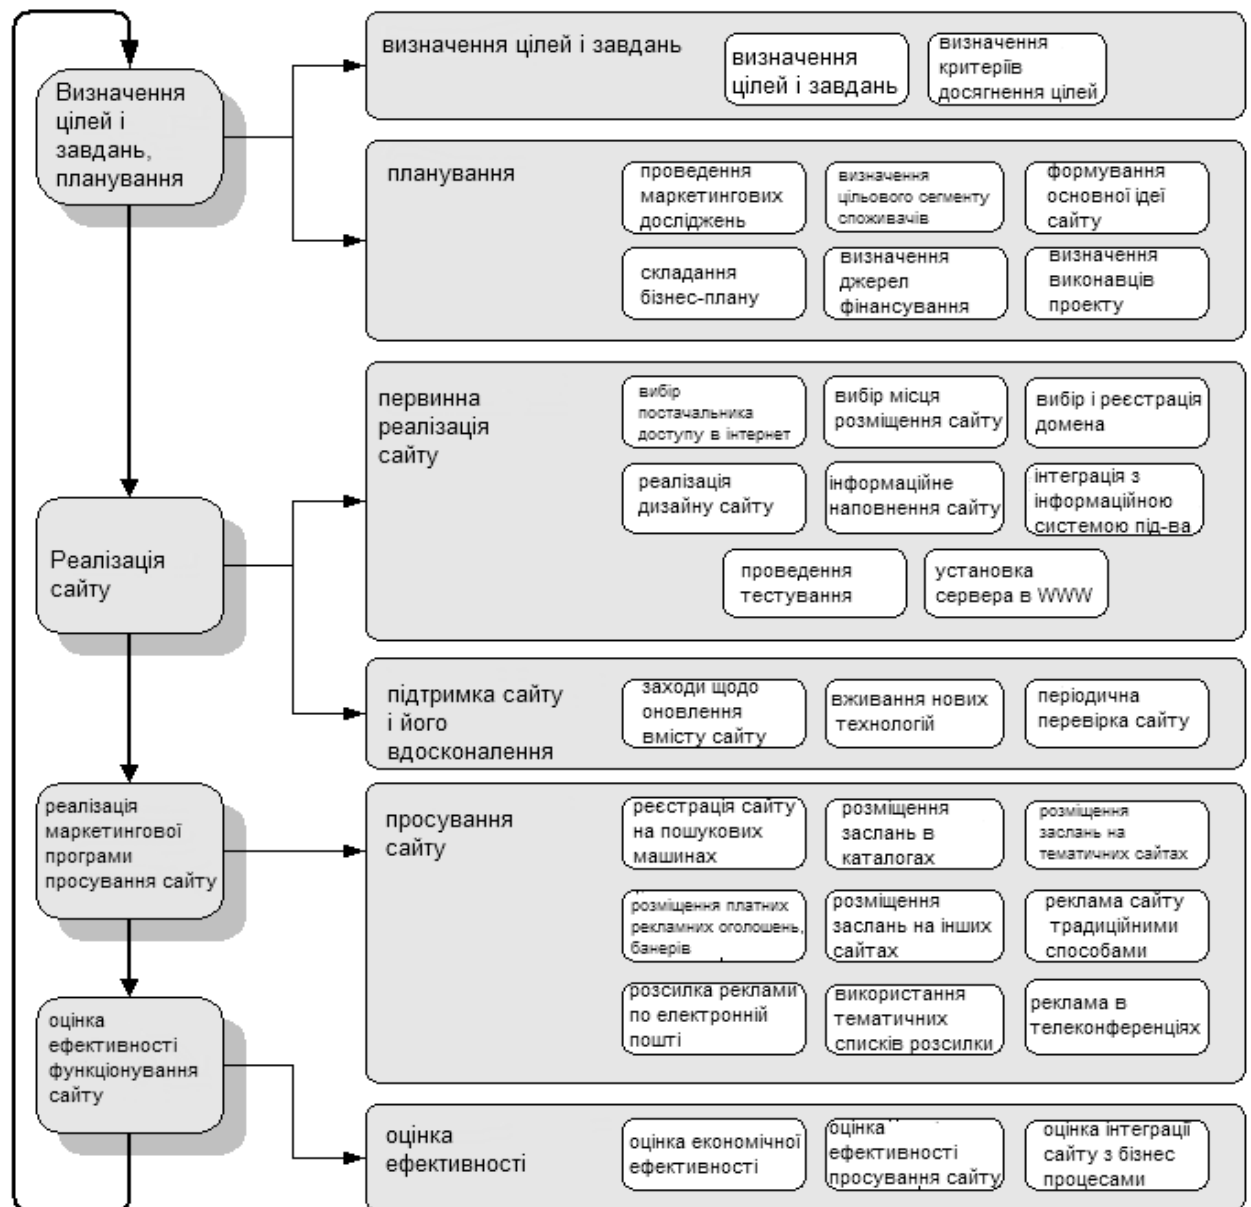 Визначення
цілей і
завдань,
планування
визначення цілей і завдань
визначення
цілей і завдань
визначення
критеріїв
досягнення цілей
планування
проведення
маркетингових
досліджень
визначення
цільового сегменту
споживачів
формування
основної ідеї
сайту
складання
бізнес-плану
визначення
джерел
фінансування
визначення
виконавців
проекту
Реалізація
сайту
первинна
реалізація
сайту
вибір
постачальника
доступу в інтернет
вибір місця
розміщення сайту
вибір і реєстрація
домена
реалізація
дизайну сайту
інформаційне
наповнення сайту
інтеграція з
інформаційною
системою під-ва
проведення
тестування
установка
сервера в WWW
підтримка сайту
і його
вдосконалення
заходи щодо
оновлення
вмісту сайту
вживання нових
технологій
періодична
перевірка сайту
реалізація
маркетингової
програми
просування сайту
просування
сайту
реєстрація сайту
на пошукових
машинах
розміщення
заслань в
каталогах
розміщення
заслань на
тематичних сайтах
розміщення платних
рекламних оголошень,
банерів
розміщення
заслань на інших
сайтах
реклама сайту
традиційними
способами
розсилка реклами
по електронній
пошті
використання
тематичних
списків розсилки
реклама в
телеконференціях
оцінка
ефективності
функціонування
сайту
оцінка
ефективності
оцінка економічної
ефективності
оцінка
ефективності
просування сайту
оцінка інтеграції
сайту з бізнес
процесами